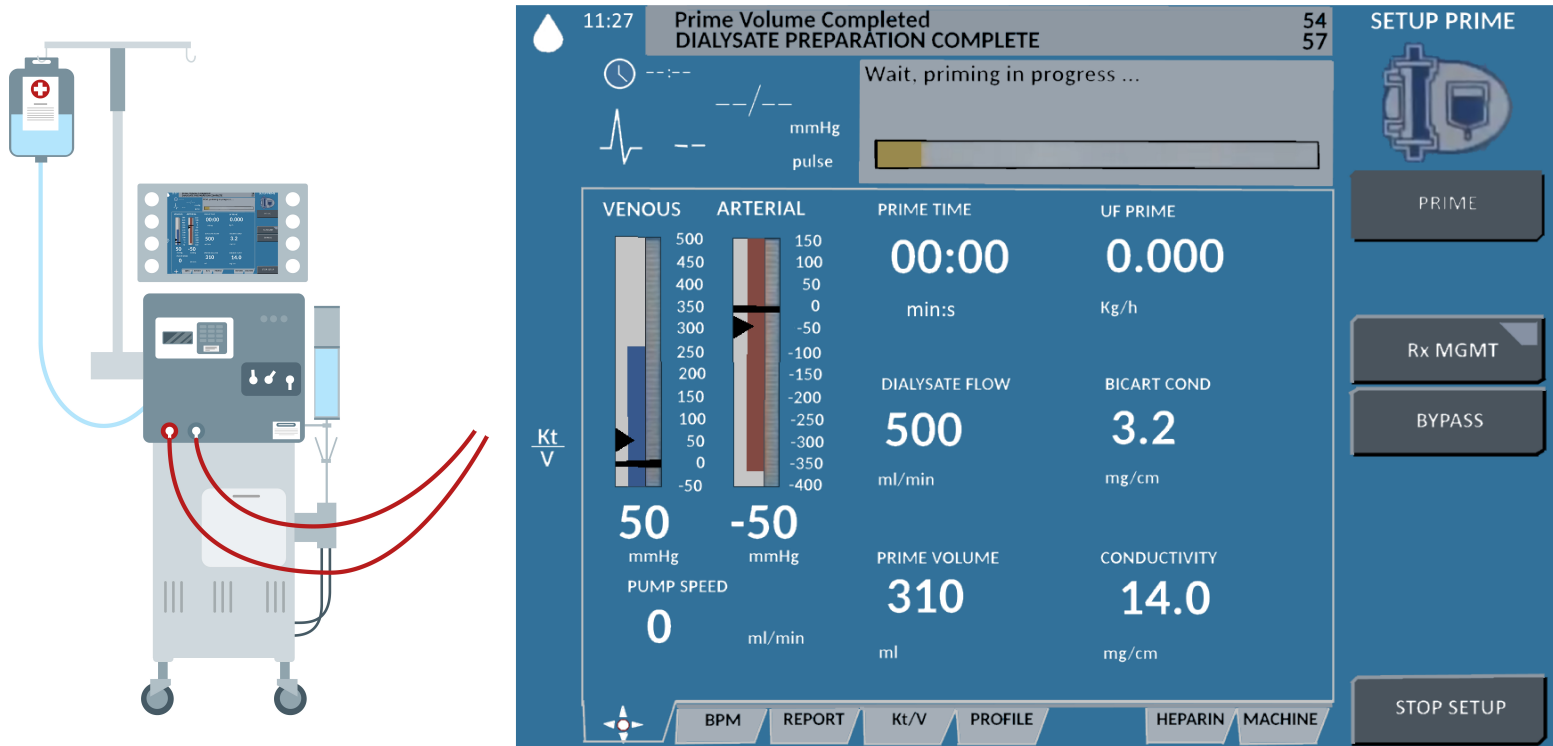 11:27
Prime Volume Completed 54
DIALYSATE PREPARATION COMPLETE 57
SETUP PRIME
--:--
--/--
mmHg
--
pulse
Wait, priming in progress ...
PRIME
Rx MGMT
BYPASS
STOP SETUP
Kt
V
VENOUS ARTERIAL
500 150
450 100
400 50
350 0
300 -50
250 -100
200 -150
150 -200
100 -250
50 -300
0 -350
-50 -400
50 -50
mmHg mmHg
PUMP SPEED
0 ml/min
PRIME TIME
00:00
min:s
UF PRIME
0.000
Kg/h
DIALYSATE FLOW
500
ml/min
BICART COND
3.2
mg/cm
PRIME VOLUME
310
ml
CONDUCTIVITY
14.0
mg/cm
BPM REPORT Kt/V PROFILE HEPARIN MACHINE